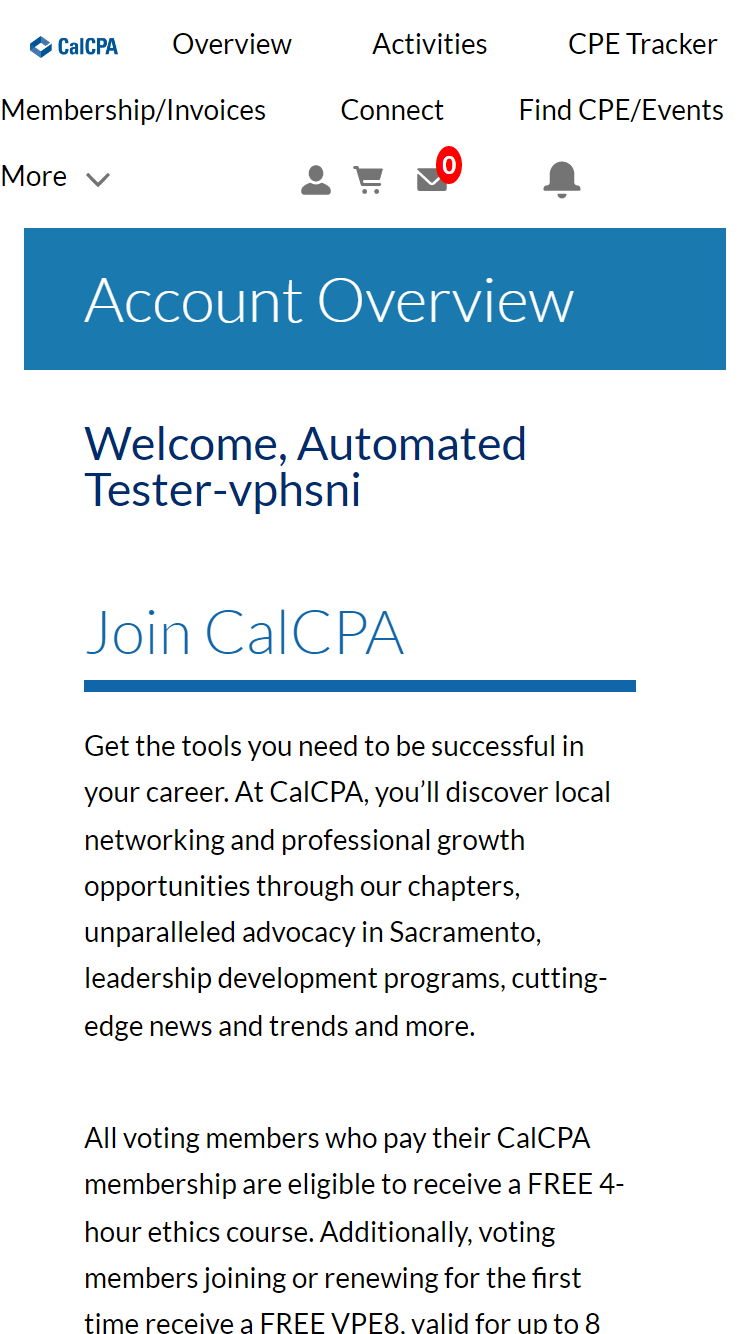 CalCPA Overview Activities CPE Tracker
Membership/Invoices Connect Find CPE/Events
More 0
Account Overview
Welcome, Automated
Tester-vphsni
Join CalCPA
Get the tools you need to be successful in
your career. At CalCPA, you’ll discover local
networking and professional growth
opportunities through our chapters,
unparalleled advocacy in Sacramento,
leadership development programs, cutting-
edge news and trends and more.
All voting members who pay their CalCPA
membership are eligible to receive a FREE 4-
hour ethics course. Additionally, voting
members joining or renewing for the first
time receive a FREE VPE8, valid for up to 8